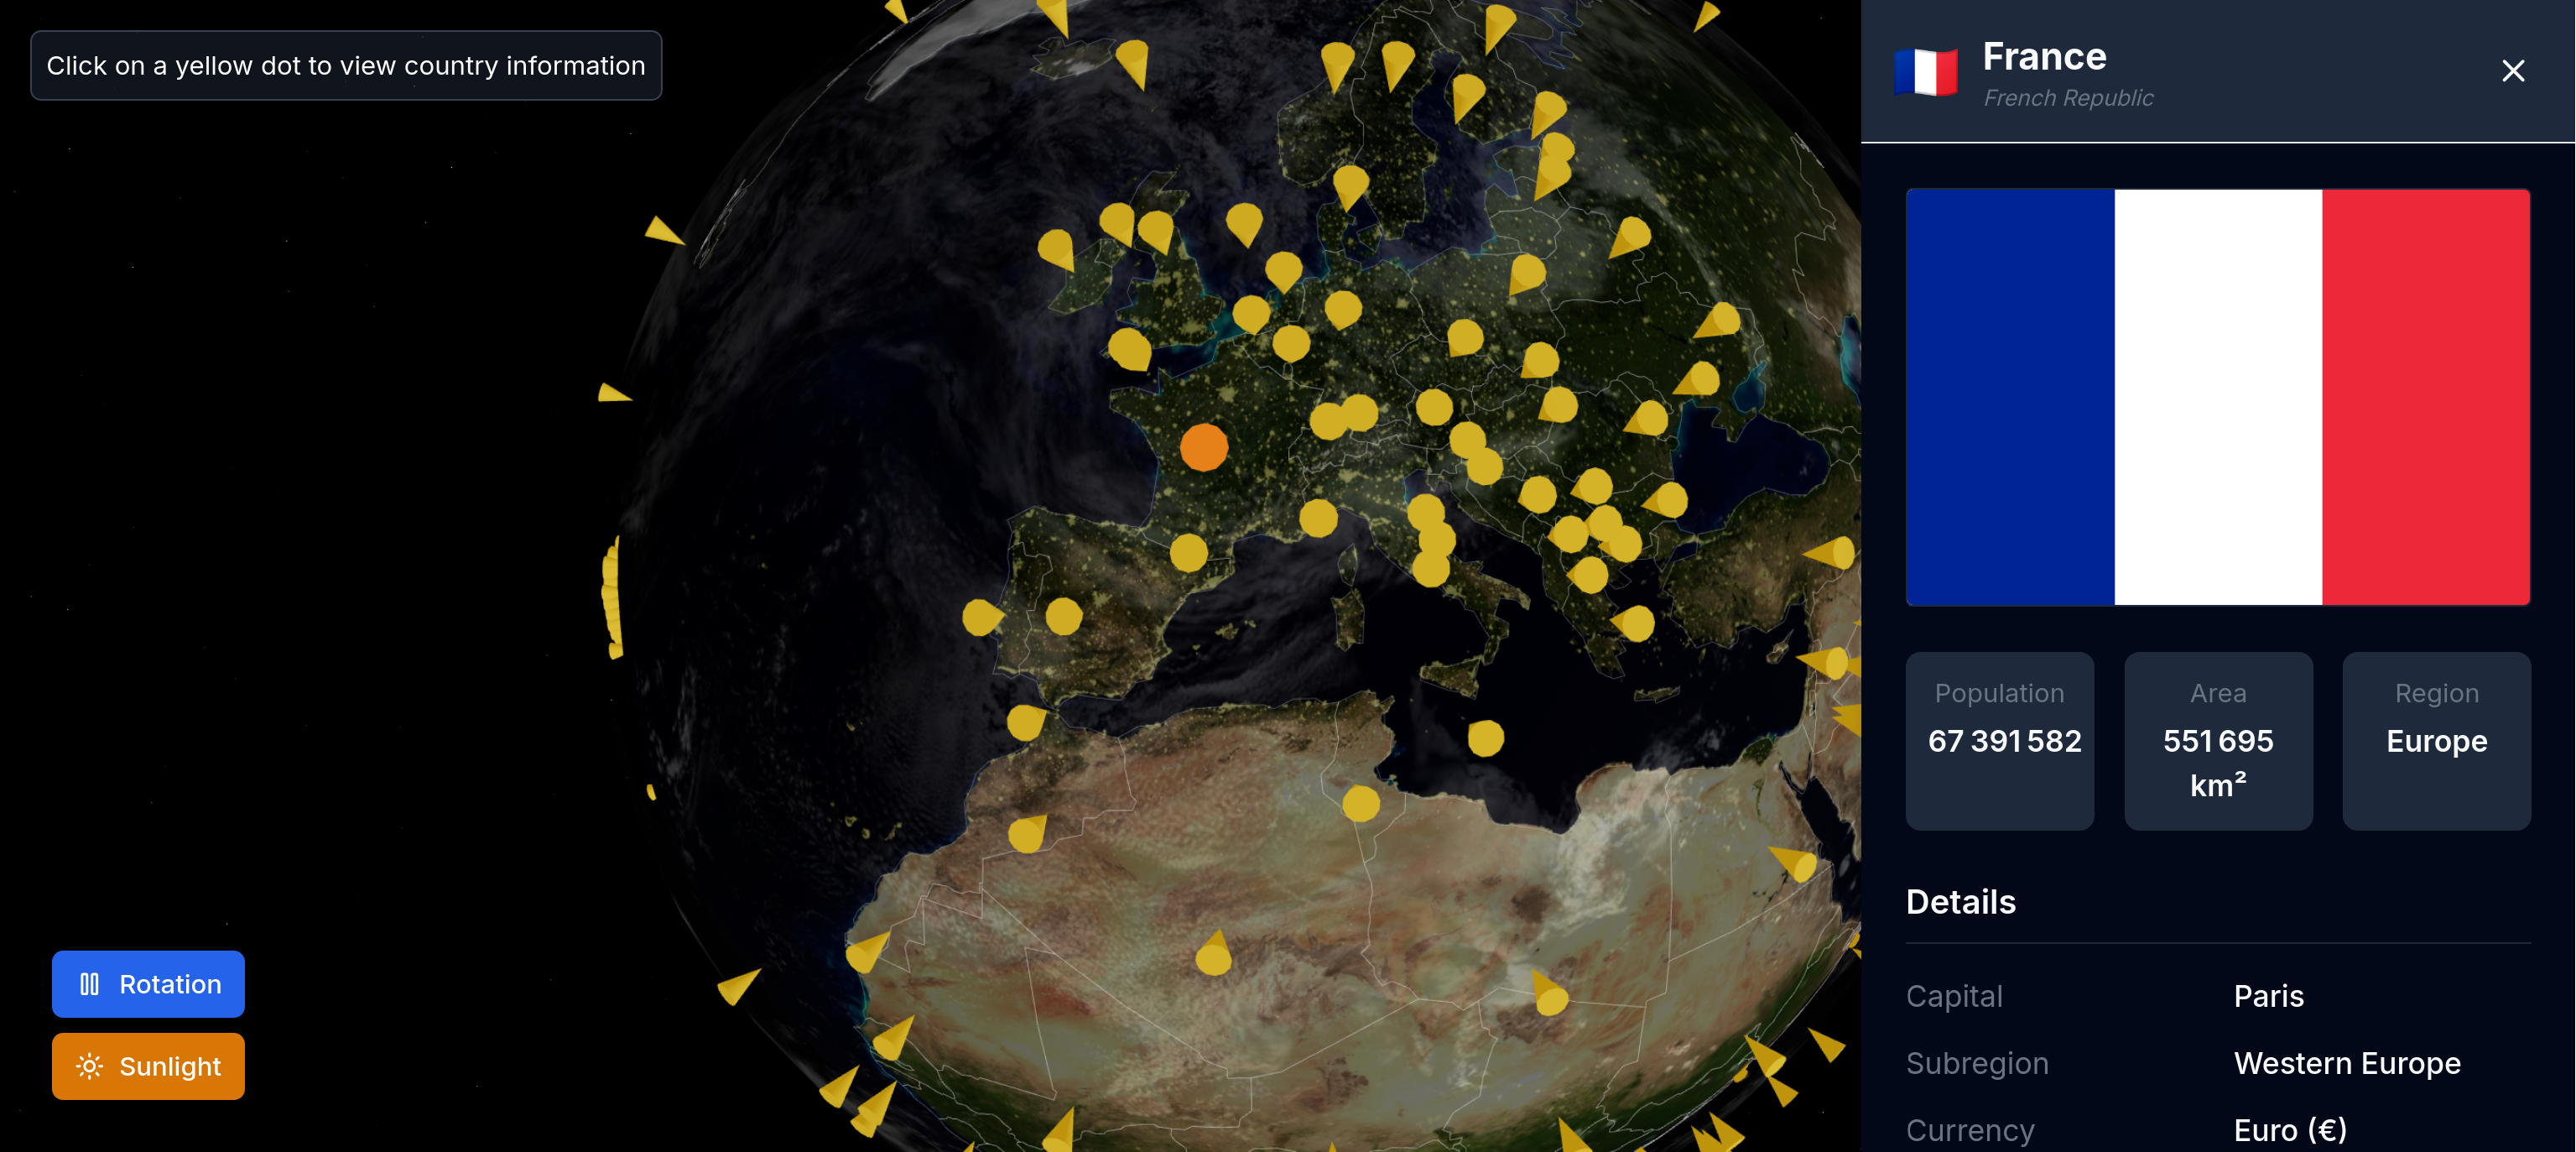 Click on a yellow dot to view country information
France
French Republic
Population
67 391 582
Area
551 695
km²
Region
Europe
Details
Capital
Paris
Subregion
Western Europe
Currency
Euro (€)
Rotation
Sunlight